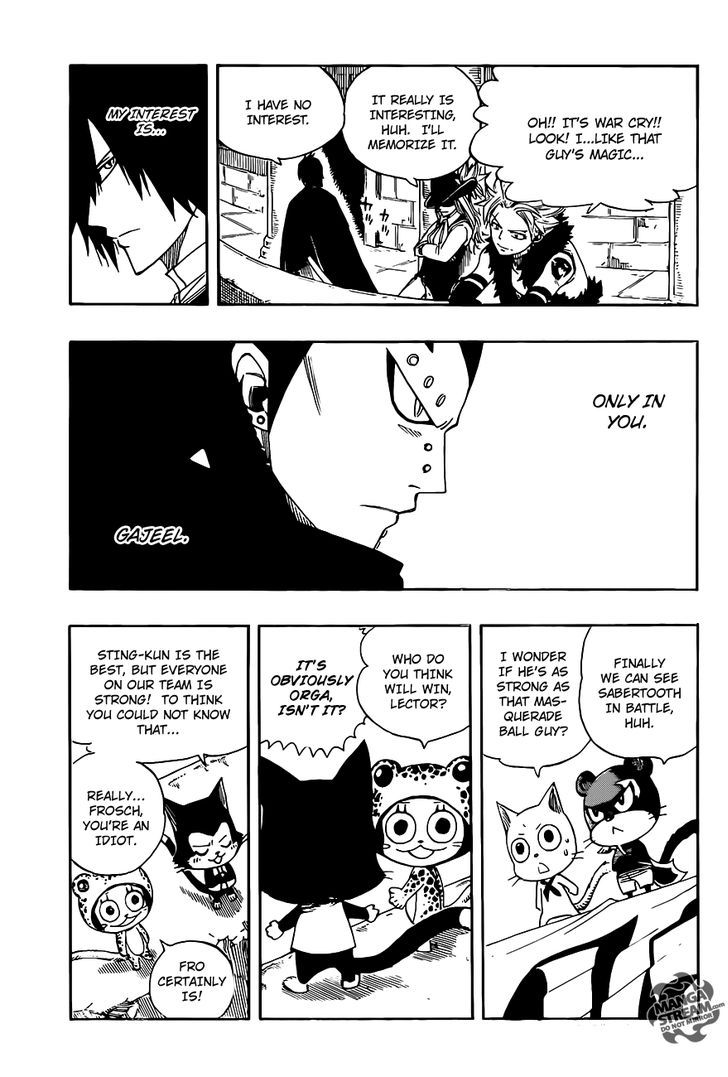 OH!! IT'S WAR CRY!!
LOOK! I...LIKE THAT
GUY'S MAGIC...
IT REALLY IS
INTERESTING,
HUH. I'LL
MEMORIZE IT.
I HAVE NO
INTEREST.
MY INTEREST
IS...
ONLY IN
YOU.
GAJEEL.
FINALLY
WE CAN SEE
SABERTOOTH
IN BATTLE,
HUH.
I WONDER
IF HE'S AS
STRONG AS
THAT MAS-
QUERADE
BALL GUY?
WHO DO
YOU THINK
WILL WIN,
LECTOR?
IT'S
OBVIOUSLY
ORGA,
ISN'T IT?
STING-KUN IS THE
BEST, BUT EVERYONE
ON OUR TEAM IS
STRONG! TO THINK
YOU COULD NOT KNOW
THAT...
REALLY...
FROSCH,
YOU'RE AN
IDIOT.
FRO
CERTAINLY
IS!
MANGA
STREAM.com
DO NOT MIRROR